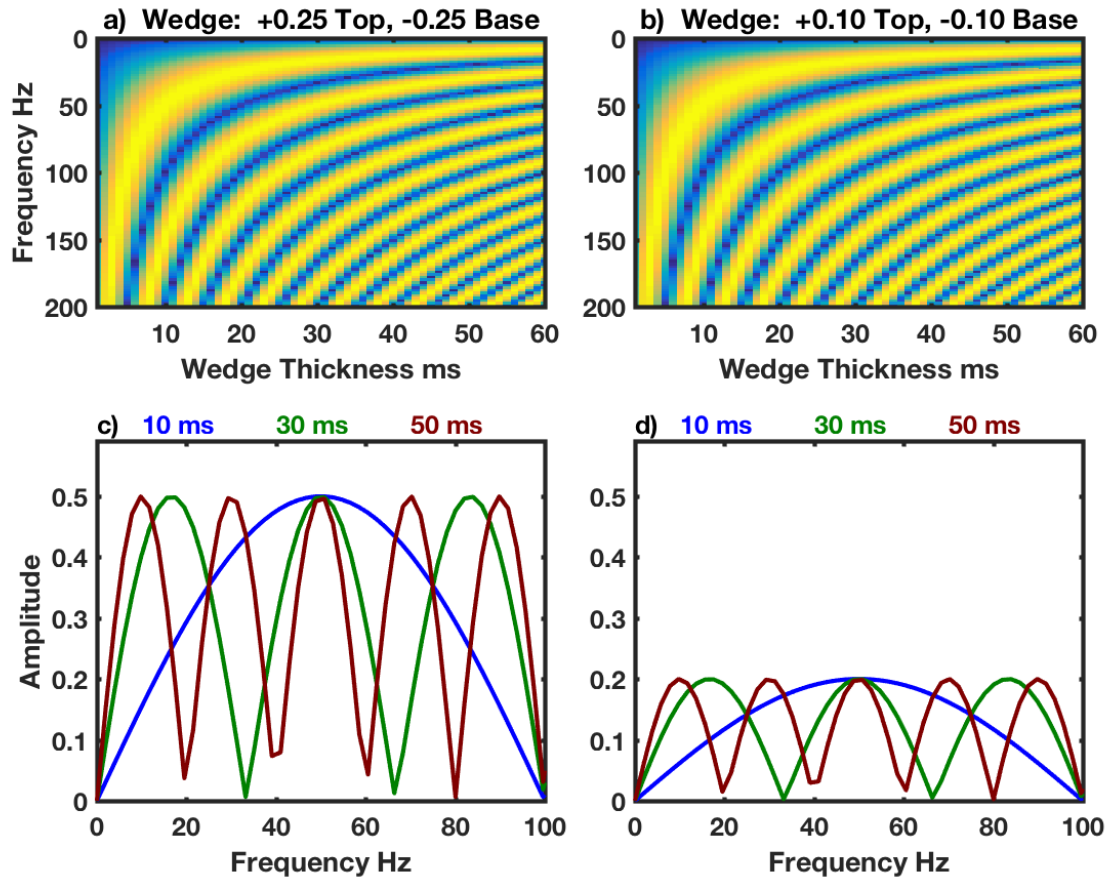 a) Wedge: +0.25 Top, -0.25 Base
0
50
100
150
200
Frequency Hz
10 20 30 40 50 60
Wedge Thickness ms
b) Wedge: +0.10 Top, -0.10 Base
0
50
100
150
200
10 20 30 40 50 60
Wedge Thickness ms
c) 10 ms 30 ms 50 ms
0.5
0.4
0.3
0.2
0.1
0
Amplitude
0 20 40 60 80 100
Frequency Hz
d) 10 ms 30 ms 50 ms
0.5
0.4
0.3
0.2
0.1
0
0 20 40 60 80 100
Frequency Hz